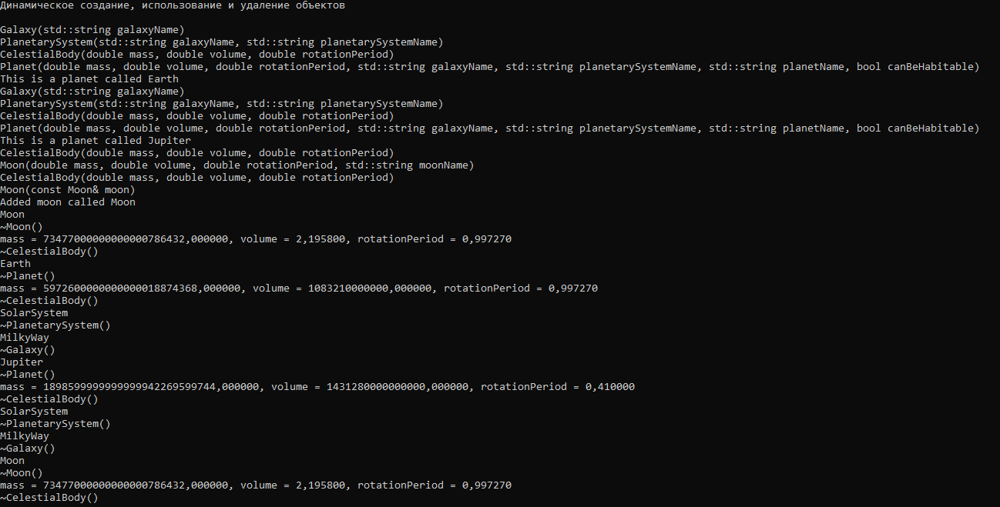 Динамическое создание, использование и удаление объектов
Galaxy(std::string galaxyName)
PlanetarySystem(std::string galaxyName, std::string planetarySystemName)
CelestialBody(double mass, double volume, double rotationPeriod)
Planet(double mass, double volume, double rotationPeriod, std::string galaxyName, std::string planetarySystemName, std::string planetName, bool canBeHabitable)
This is a planet called Earth
Galaxy(std::string galaxyName)
PlanetarySystem(std::string galaxyName, std::string planetarySystemName)
CelestialBody(double mass, double volume, double rotationPeriod)
Planet(double mass, double volume, double rotationPeriod, std::string galaxyName, std::string planetarySystemName, std::string planetName, bool canBeHabitable)
This is a planet called Jupiter
CelestialBody(double mass, double volume, double rotationPeriod)
Moon(double mass, double volume, double rotationPeriod, std::string moonName)
CelestialBody(double mass, double volume, double rotationPeriod)
Moon(const Moon& moon)
Added moon called Moon
Moon
~Moon()
mass = 73477000000000000786432,000000, volume = 2,195800, rotationPeriod = 0,997270
~CelestialBody()
Earth
~Planet()
mass = 5972600000000000018874368,000000, volume = 1083210000000,000000, rotationPeriod = 0,997270
~CelestialBody()
SolarSystem
~PlanetarySystem()
MilkyWay
~Galaxy()
Jupiter
~Planet()
mass = 1898599999999999942269599744,000000, volume = 1431280000000000,000000, rotationPeriod = 0,410000
~CelestialBody()
SolarSystem
~PlanetarySystem()
MilkyWay
~Galaxy()
Moon
~Moon()
mass = 73477000000000000786432,000000, volume = 2,195800, rotationPeriod = 0,997270
~CelestialBody()